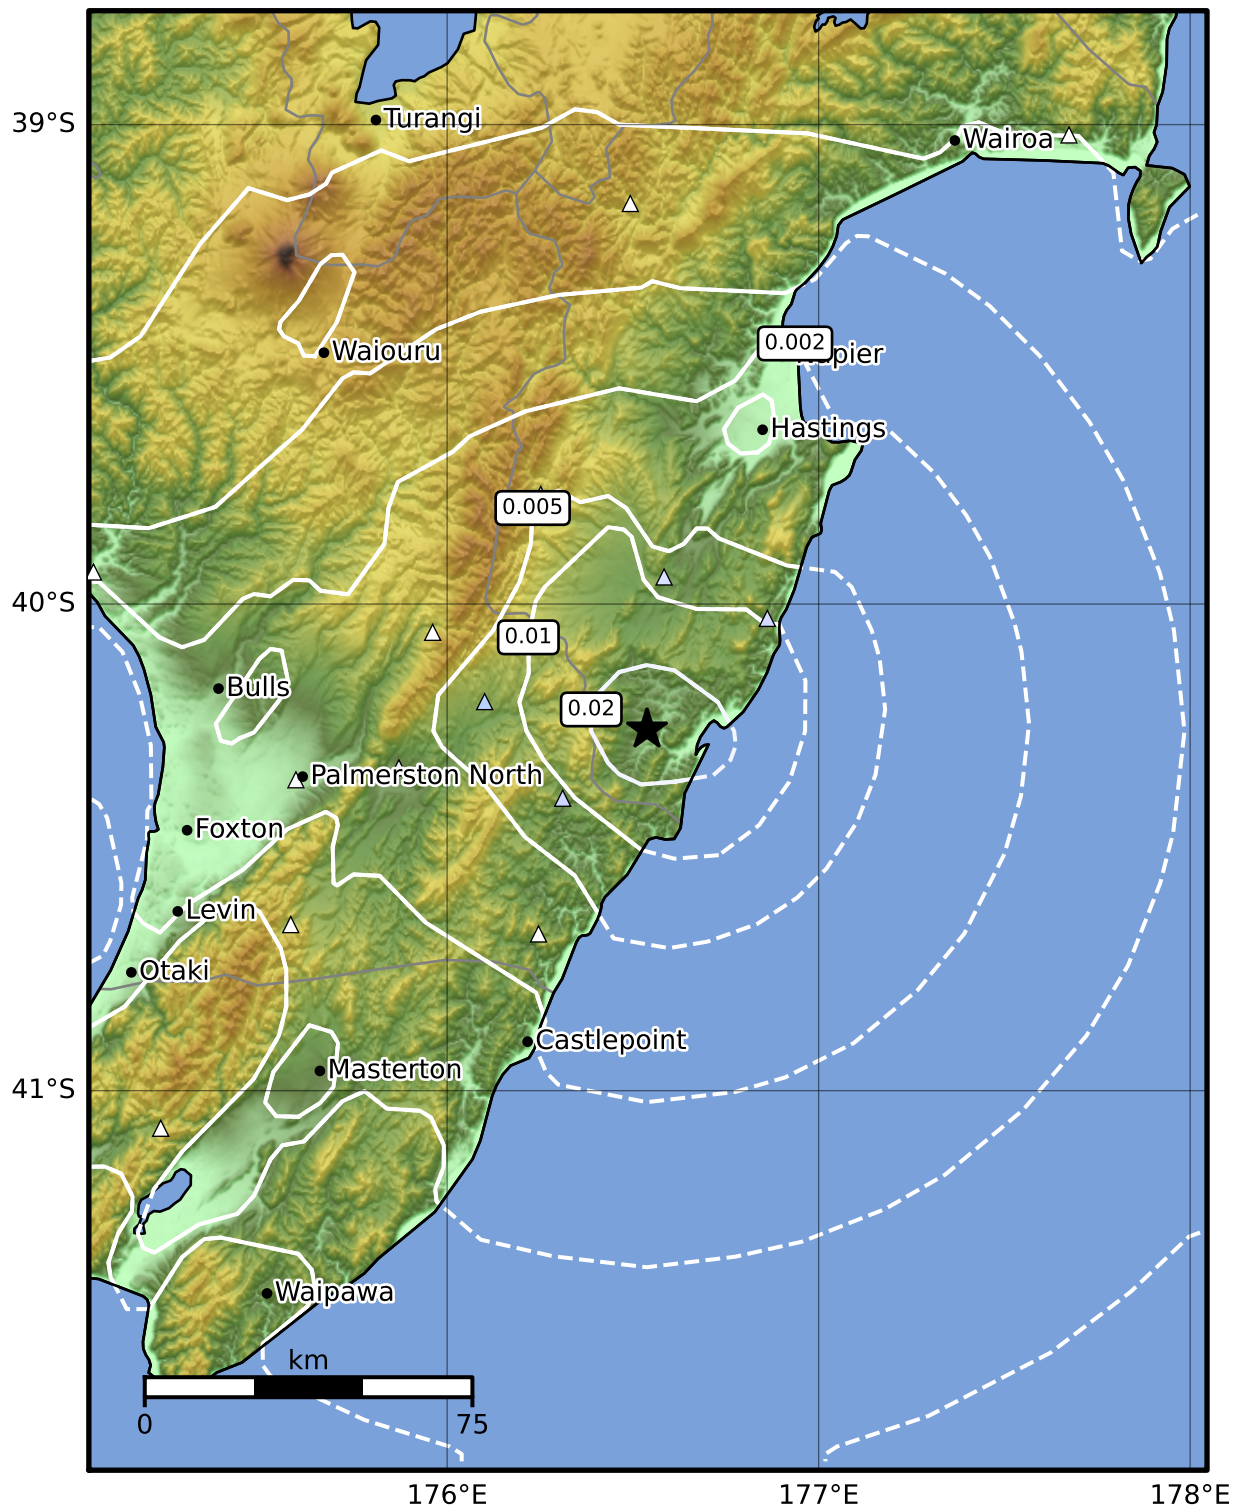 39°S
Turangi
Wairoa
Waiouru
0.002
Hastings
0.005
40°S
0.01
Bulls
0.02
Palmerston North
Foxton
Levin
Otaki
Castlepoint
Masterton
41°S
Waipawa
km
0 75
176°E 177°E 178°E